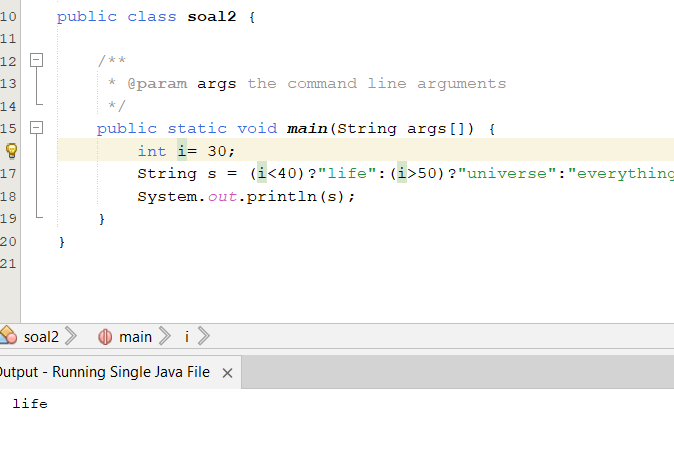 10 public class soal2 {
11
12 /**
13 * @param args the command line arguments
14 */
15 public static void main(String args[]) {
int i= 30;
17 String s = (i<40)?"life":(i>50)?"universe":"everything
18 System.out.println(s);
19 }
20 }
21
soal2 main i
Output - Running Single Java File ×
life